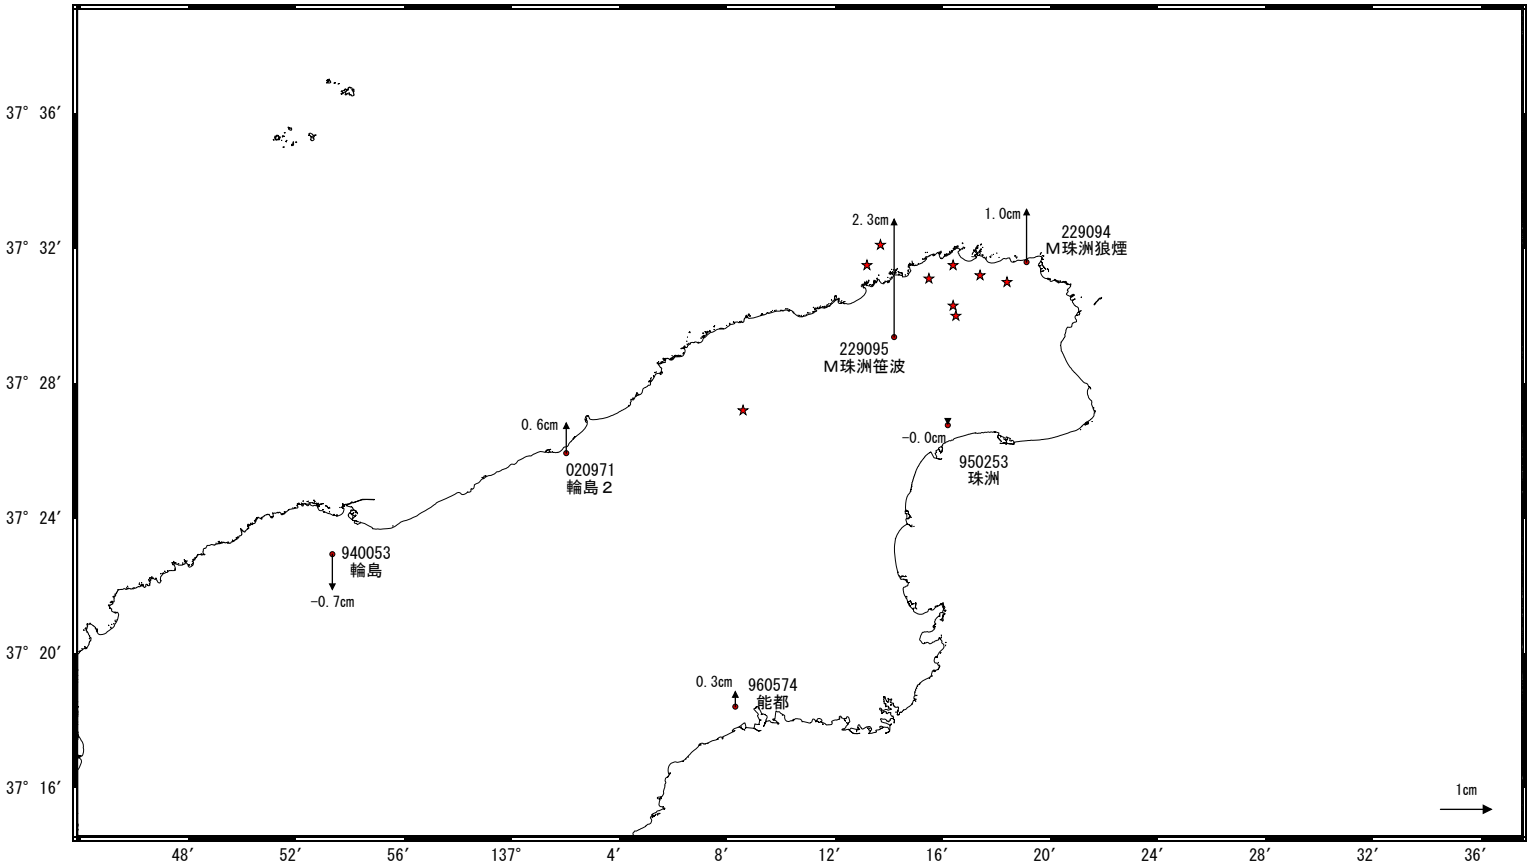 37° 36′
37° 32′
37° 28′
37° 24′
37° 20′
37° 16′
2.3cm
1.0cm
229094
Ｍ珠洲狼煙
229095
Ｍ珠洲笹波
0.6cm
020971
輪島２
-0.0cm
950253
珠洲
940053
輪島
-0.7cm
0.3cm
960574
能都
1cm
48′ 52′ 56′ 137° 4′ 8′ 12′ 16′ 20′ 24′ 28′ 32′ 36′